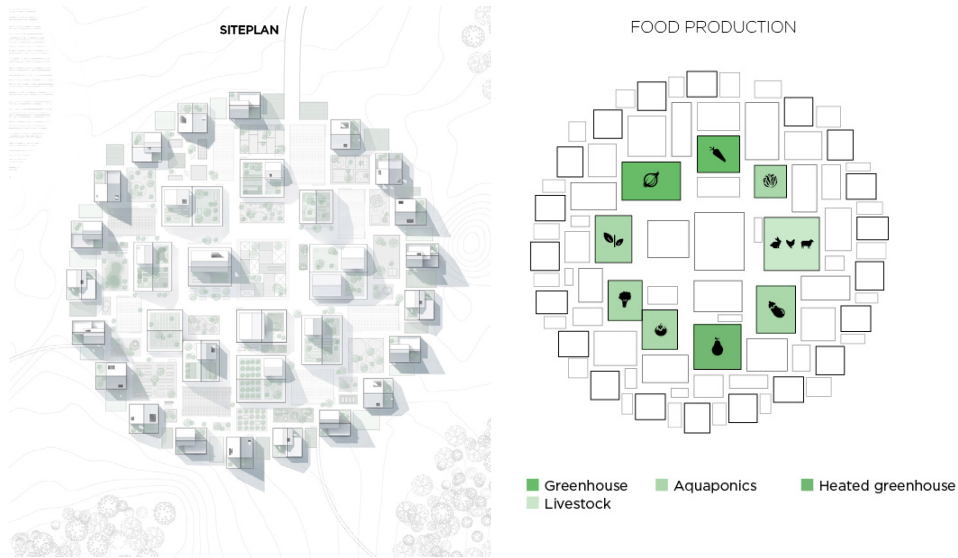 SITEPLAN
FOOD PRODUCTION
Greenhouse
Aquaponics
Heated greenhouse
Livestock